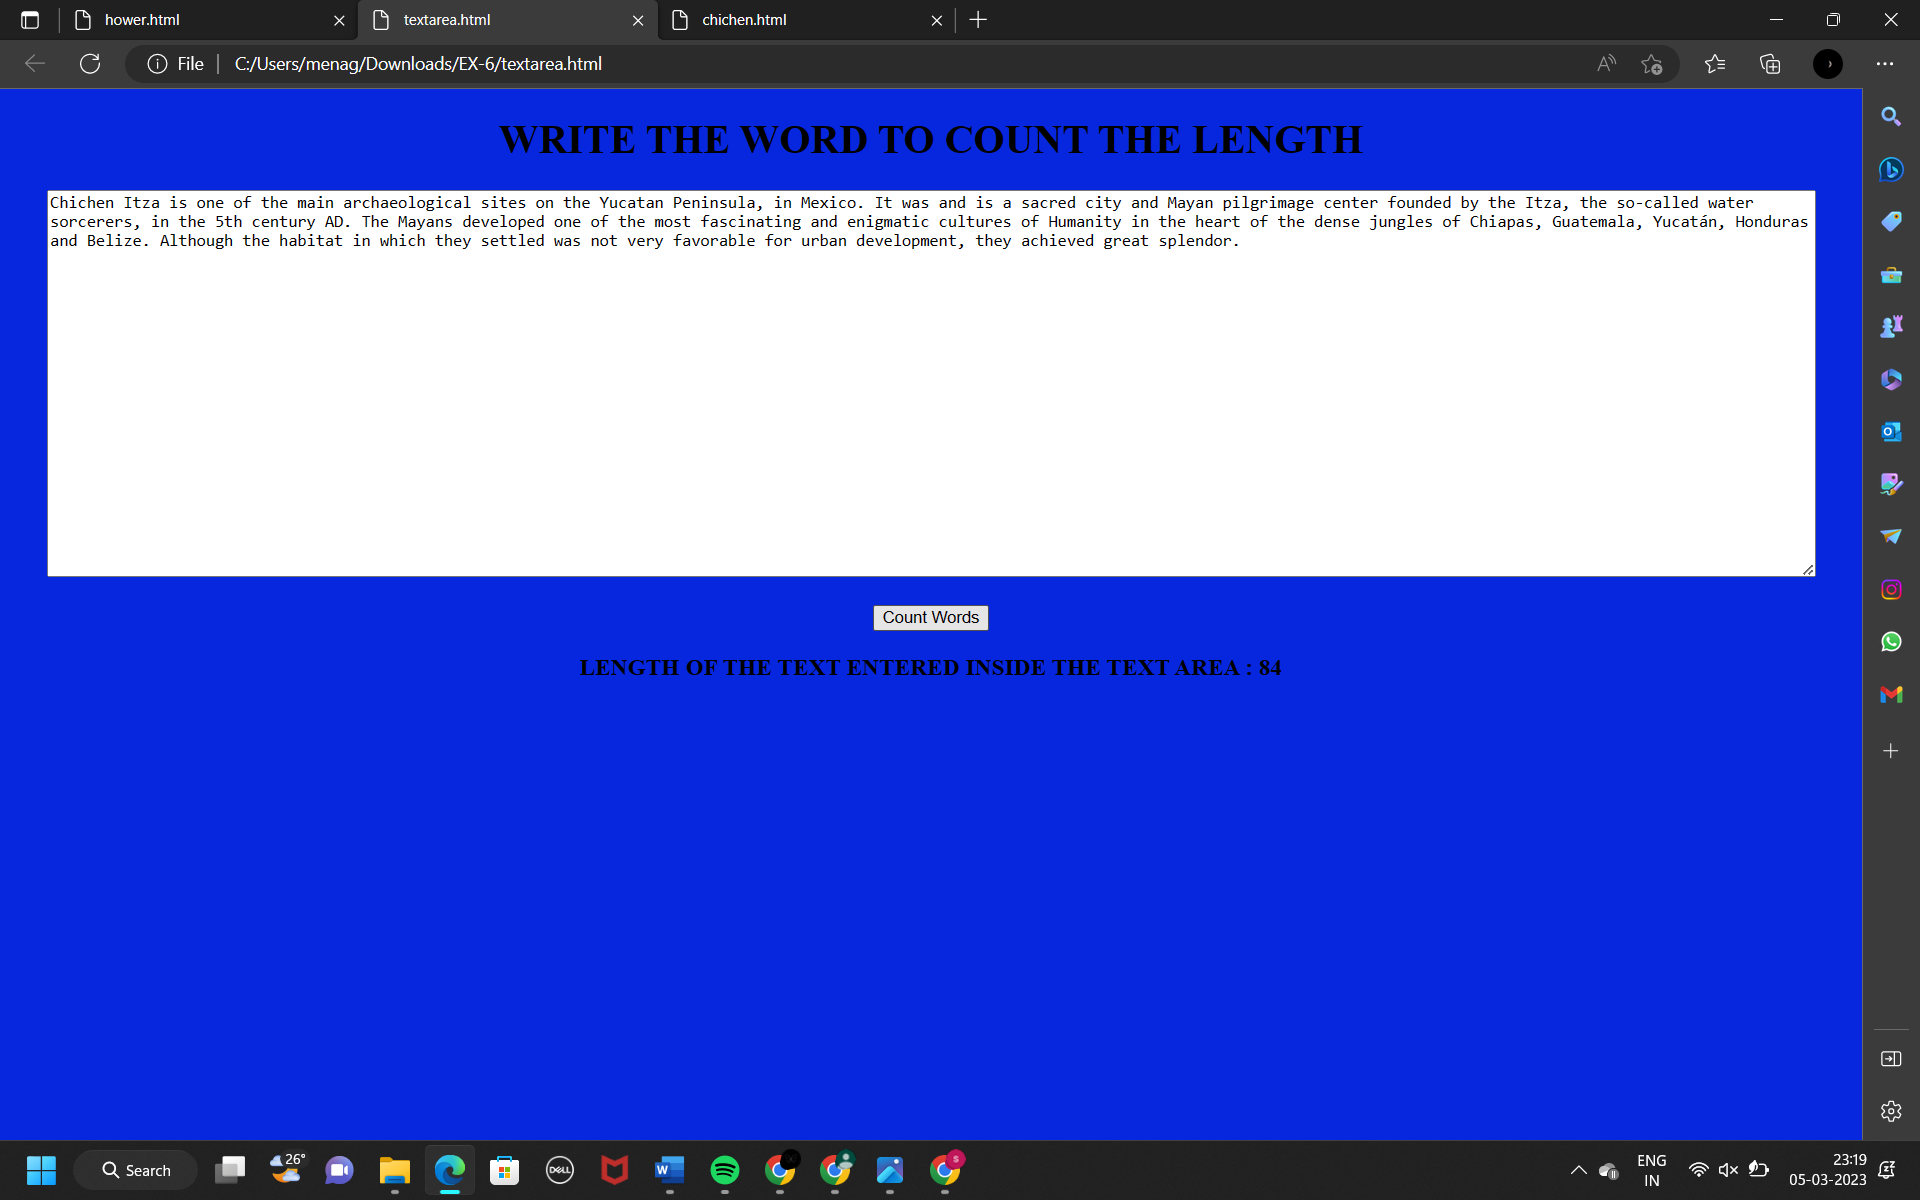 hower.html
textarea.html
chichen.html
File
C:/Users/menag/Downloads/EX-6/textarea.html
WRITE THE WORD TO COUNT THE LENGTH
Chichen Itza is one of the main archaeological sites on the Yucatan Peninsula, in Mexico. It was and is a sacred city and Mayan pilgrimage center founded by the Itza, the so-called water
sorcerers, in the 5th century AD. The Mayans developed one of the most fascinating and enigmatic cultures of Humanity in the heart of the dense jungles of Chiapas, Guatemala, Yucatán, Honduras
and Belize. Although the habitat in which they settled was not very favorable for urban development, they achieved great splendor.
Count Words
LENGTH OF THE TEXT ENTERED INSIDE THE TEXT AREA : 84
Search
26°
DELL
W
S
ENG
IN
23:19
05-03-2023